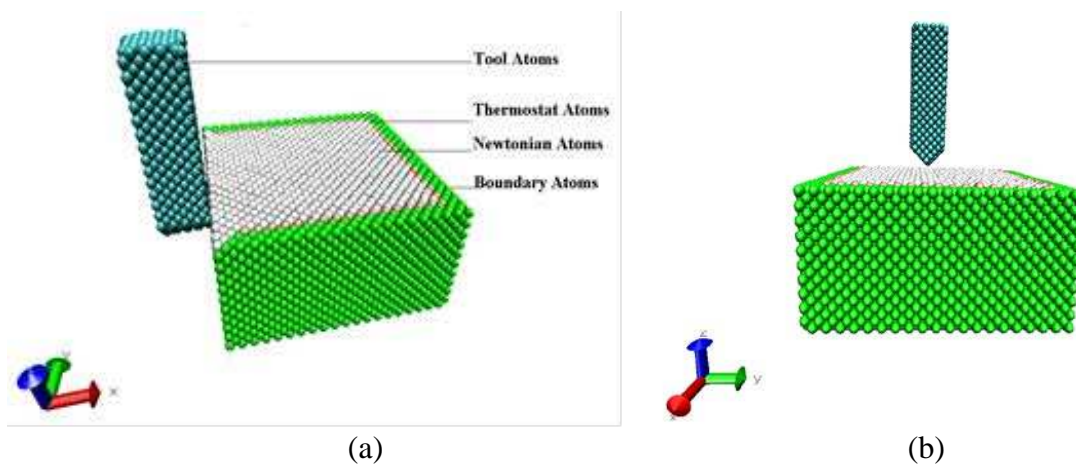 Tool Atoms
Thermostat Atoms
Newtonian Atoms
Boundary Atoms
y
x
z
y
x
(a)
(b)